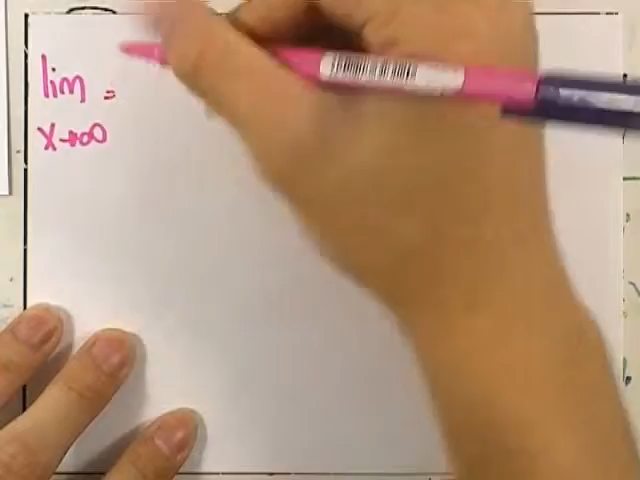 lim =
x→∞